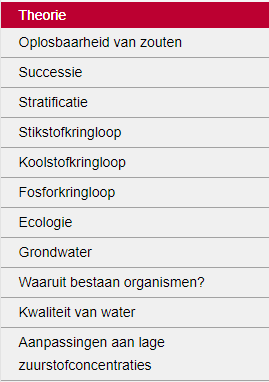 Theorie
Oplosbaarheid van zouten
Successie
Stratificatie
Stikstofkringloop
Koolstofkringloop
Fosforkringloop
Ecologie
Grondwater
Waaruit bestaan organismen?
Kwaliteit van water
Aanpassingen aan lage
zuurstofconcentraties